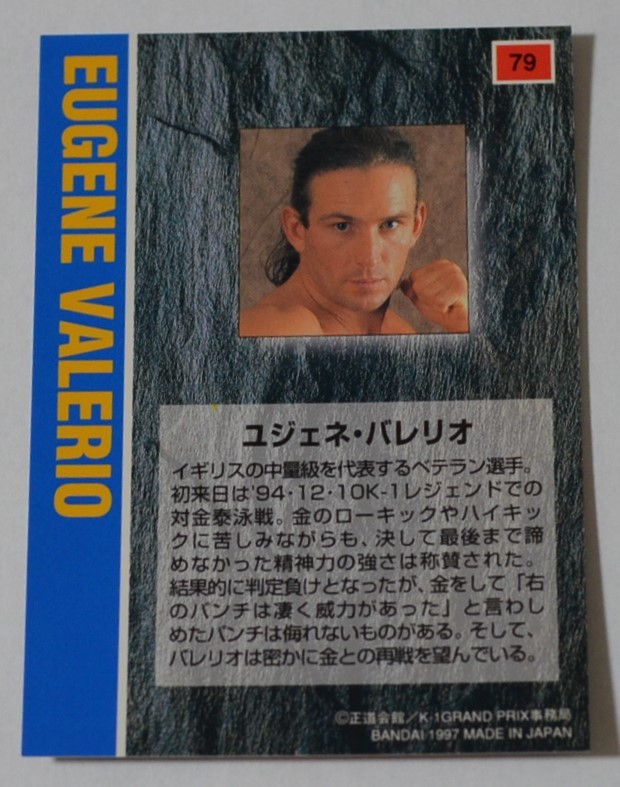 79
EUGENE VALERIO
ユジェネ・バレリオ
イギリスの中量級を代表するベテラン選手。
初来日は'94・12・10K-1レジェンドでの
対金泰泳戦。金のローキックやハイキッ
クに苦しみながらも、決して最後まで諦
めなかった精神力の強さは称賛された。
結果的に判定負けとなったが、金をして「右
のパンチは凄く威力があった」と言わし
めたパンチは侮れないものがある。そして、
バレリオは密かに金との再戦を望んでいる。
©正道会館/K-1GRAND PRIX事務局
BANDAI 1997 MADE IN JAPAN